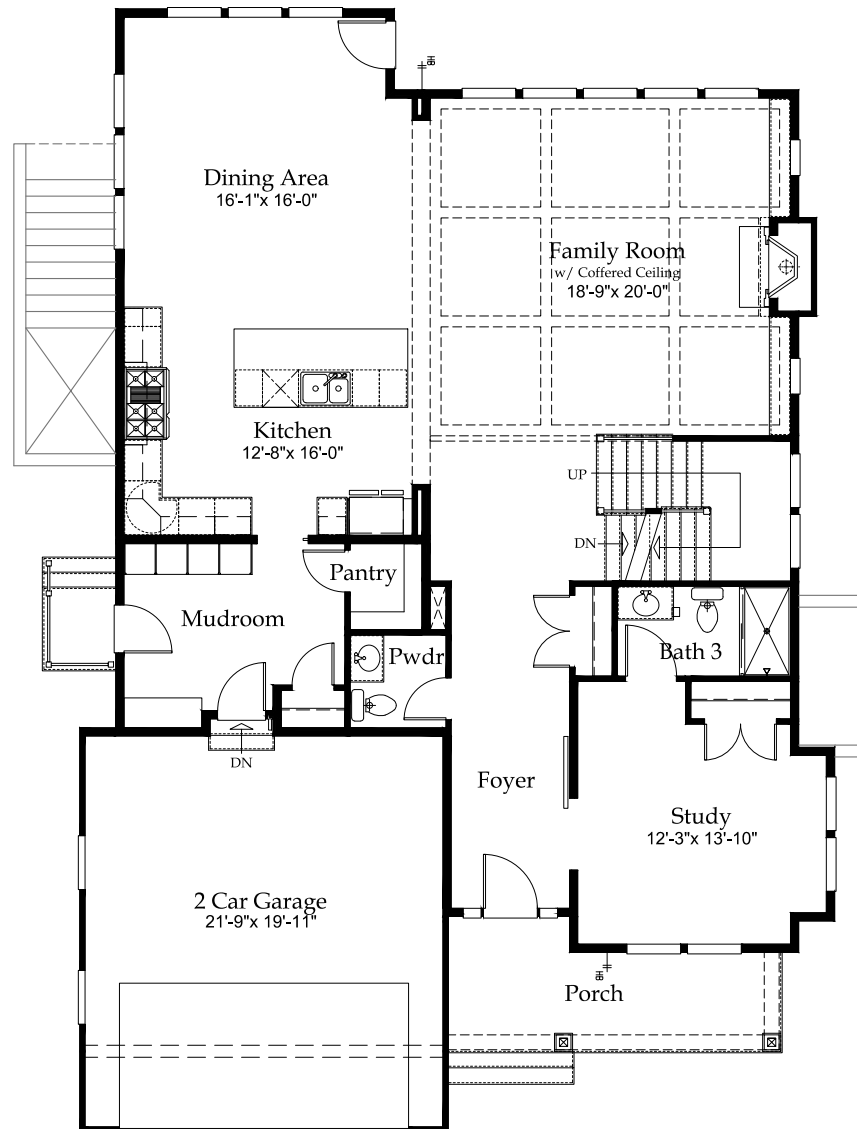 Dining Area
16'-1"x 16'-0"
Family Room
w/ Coffered Ceiling
18'-9"x 20'-0"
Kitchen
12'-8"x 16'-0"
UP
DN
Pantry
Mudroom
Pwdr
Bath 3
DN
Foyer
Study
12'-3"x 13'-10"
2 Car Garage
21'-9"x 19'-11"
Porch